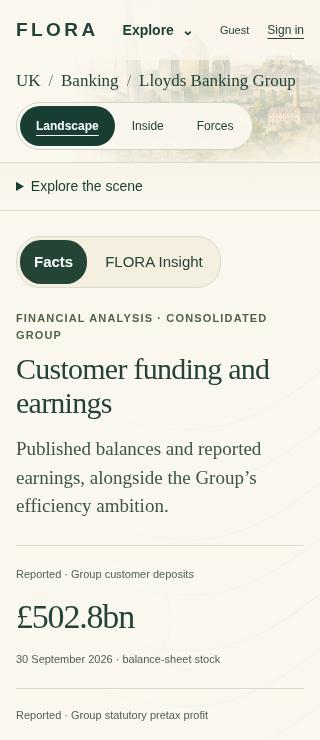 FLORA Explore Guest Sign in
UK / Banking / Lloyds Banking Group
Landscape Inside Forces
Explore the scene
Facts FLORA Insight
FINANCIAL ANALYSIS · CONSOLIDATED
GROUP
Customer funding and
earnings
Published balances and reported
earnings, alongside the Group’s
efficiency ambition.
Reported · Group customer deposits
£502.8bn
30 September 2026 · balance-sheet stock
Reported · Group statutory pretax profit